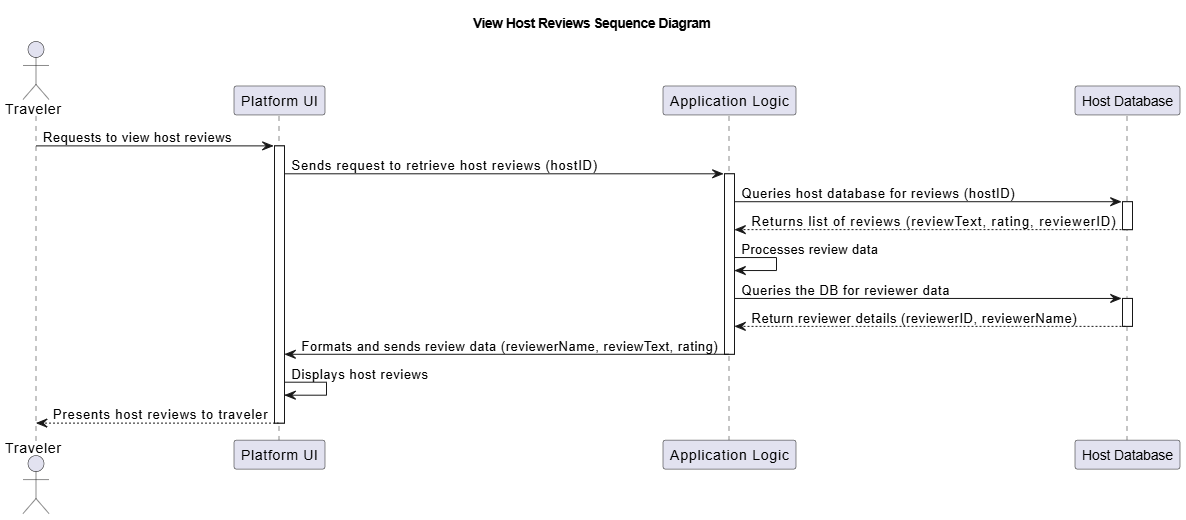 View Host Reviews Sequence Diagram
Traveler
Platform UI
Application Logic
Host Database
Requests to view host reviews
Sends request to retrieve host reviews (hostID)
Queries host database for reviews (hostID)
Returns list of reviews (reviewText, rating, reviewerID)
Processes review data
Queries the DB for reviewer data
Return reviewer details (reviewerID, reviewerName)
Formats and sends review data (reviewerName, reviewText, rating)
Displays host reviews
Presents host reviews to traveler
Traveler
Platform UI
Application Logic
Host Database